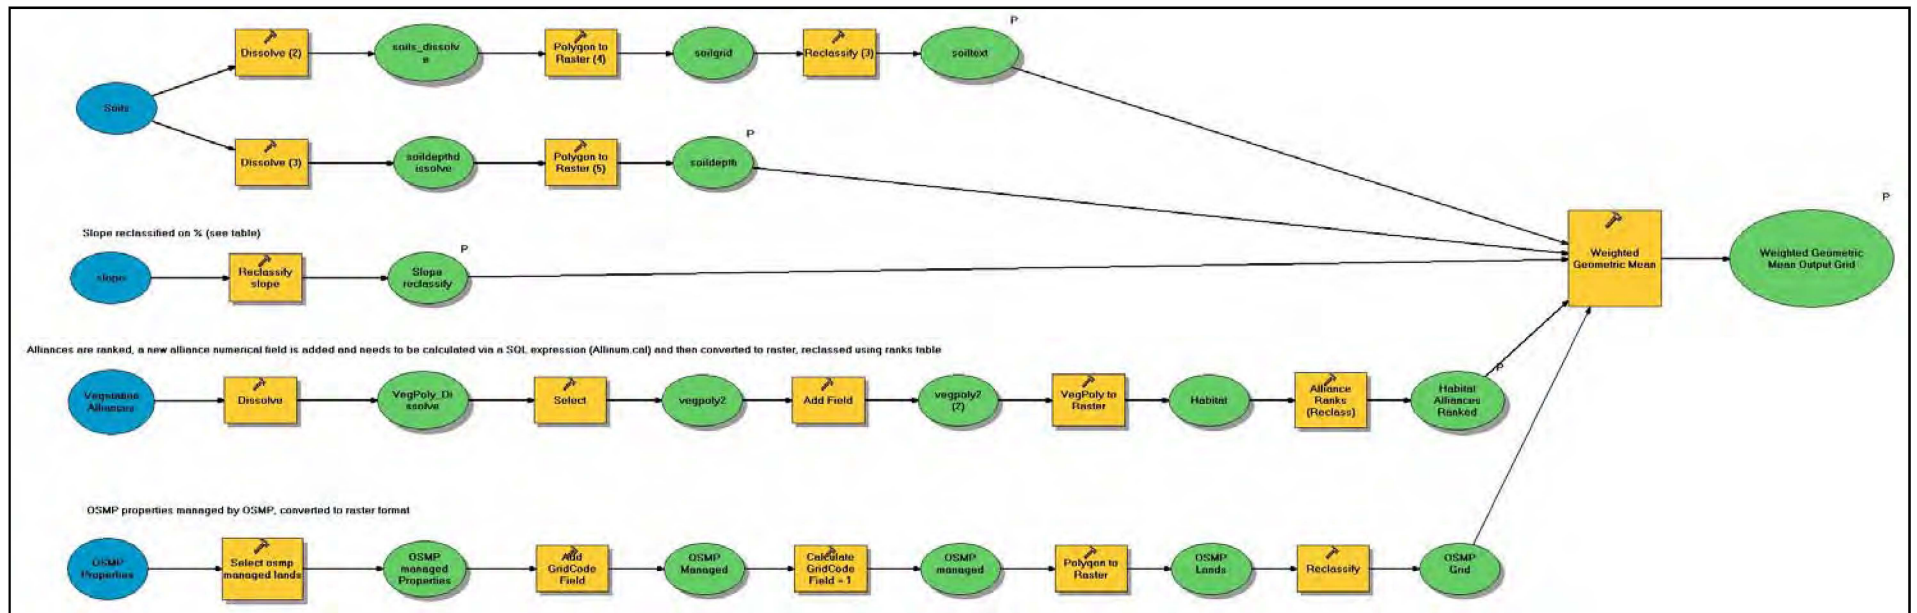 P
Dissolve (2)
soils_dissolv
e
Polygon to
Raster (4)
soilgrid
Reclassify (3)
soiltext
Soils
Dissolve (3)
soildepthd
issolve
Polygon to
Raster (5)
soildepth
P
P
Weighted
Geometric Mean
Weighted Geometric
Mean Output Grid
Slope reclassified on % (see table)
slope
Reclassify
slope
Slope
reclassify
P
Alliances are ranked, a new alliance numerical field is added and needs to be calculated via a SQL expression (Allinum.cal) and then converted to raster, reclassed using ranks table
Vegetation
Alliances
Dissolve
VegPoly_Di
ssolve
Select
vegpoly2
Add Field
vegpoly2
(2)
VegPoly to
Raster
Habitat
Alliance
Ranks
(Reclass)
Habitat
Alliances
Ranked
P
OSMP properties managed by OSMP, converted to raster format
OSMP
Properties
Select osmp
managed lands
OSMP
managed
Properties
Add
GridCode
Field
OSMP
Managed
Calculate
GridCode
Field = 1
OSMP
managed
Polygon to
Raster
OSMP
Lands
Reclassify
OSMP
Grid